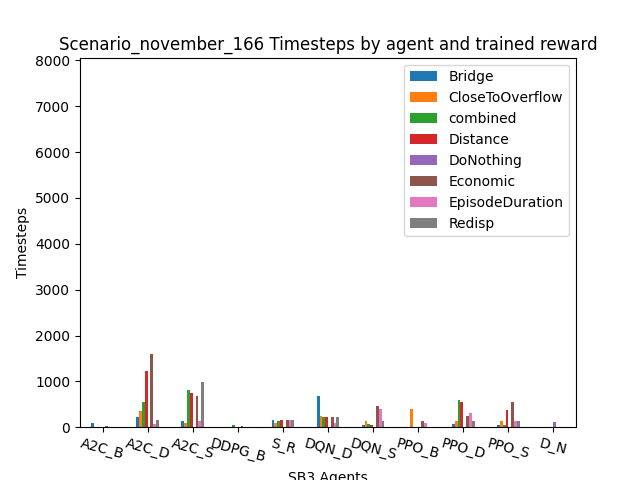 Scenario_november_166 Timesteps by agent and trained reward
8000
7000
6000
5000
4000
3000
2000
1000
0
Timesteps
Bridge
CloseToOverflow
combined
Distance
DoNothing
Economic
EpisodeDuration
Redisp
A2C_B
A2C_D
A2C_S
DDPG_B
S_R
DQN_D
DQN_S
PPO_B
PPO_D
PPO_S
D_N
SB3 Agents